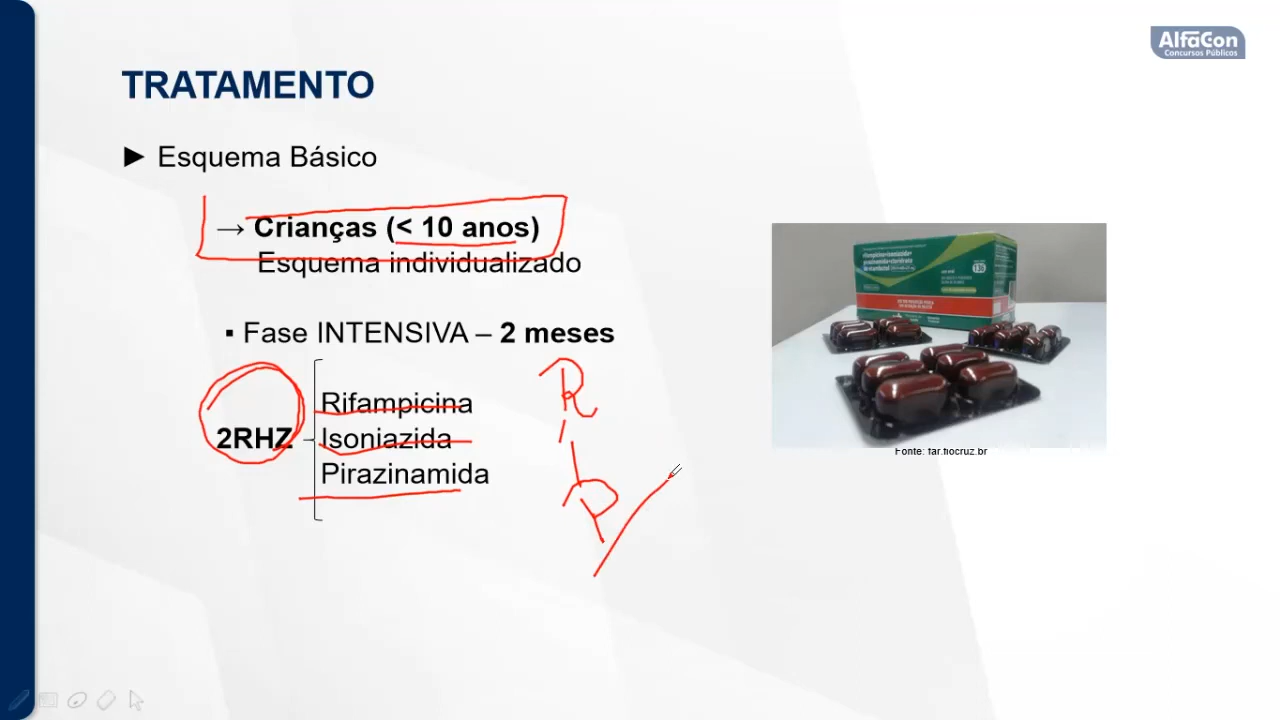 AlfaCon
Concursos Públicos
TRATAMENTO
► Esquema Básico
→ Crianças (< 10 anos)
Esquema individualizado
▪ Fase INTENSIVA – 2 meses
Rifampicina
2RHZ
Isoniazida
Pirazinamida
R
I
P
Fonte: far.fiocruz.br